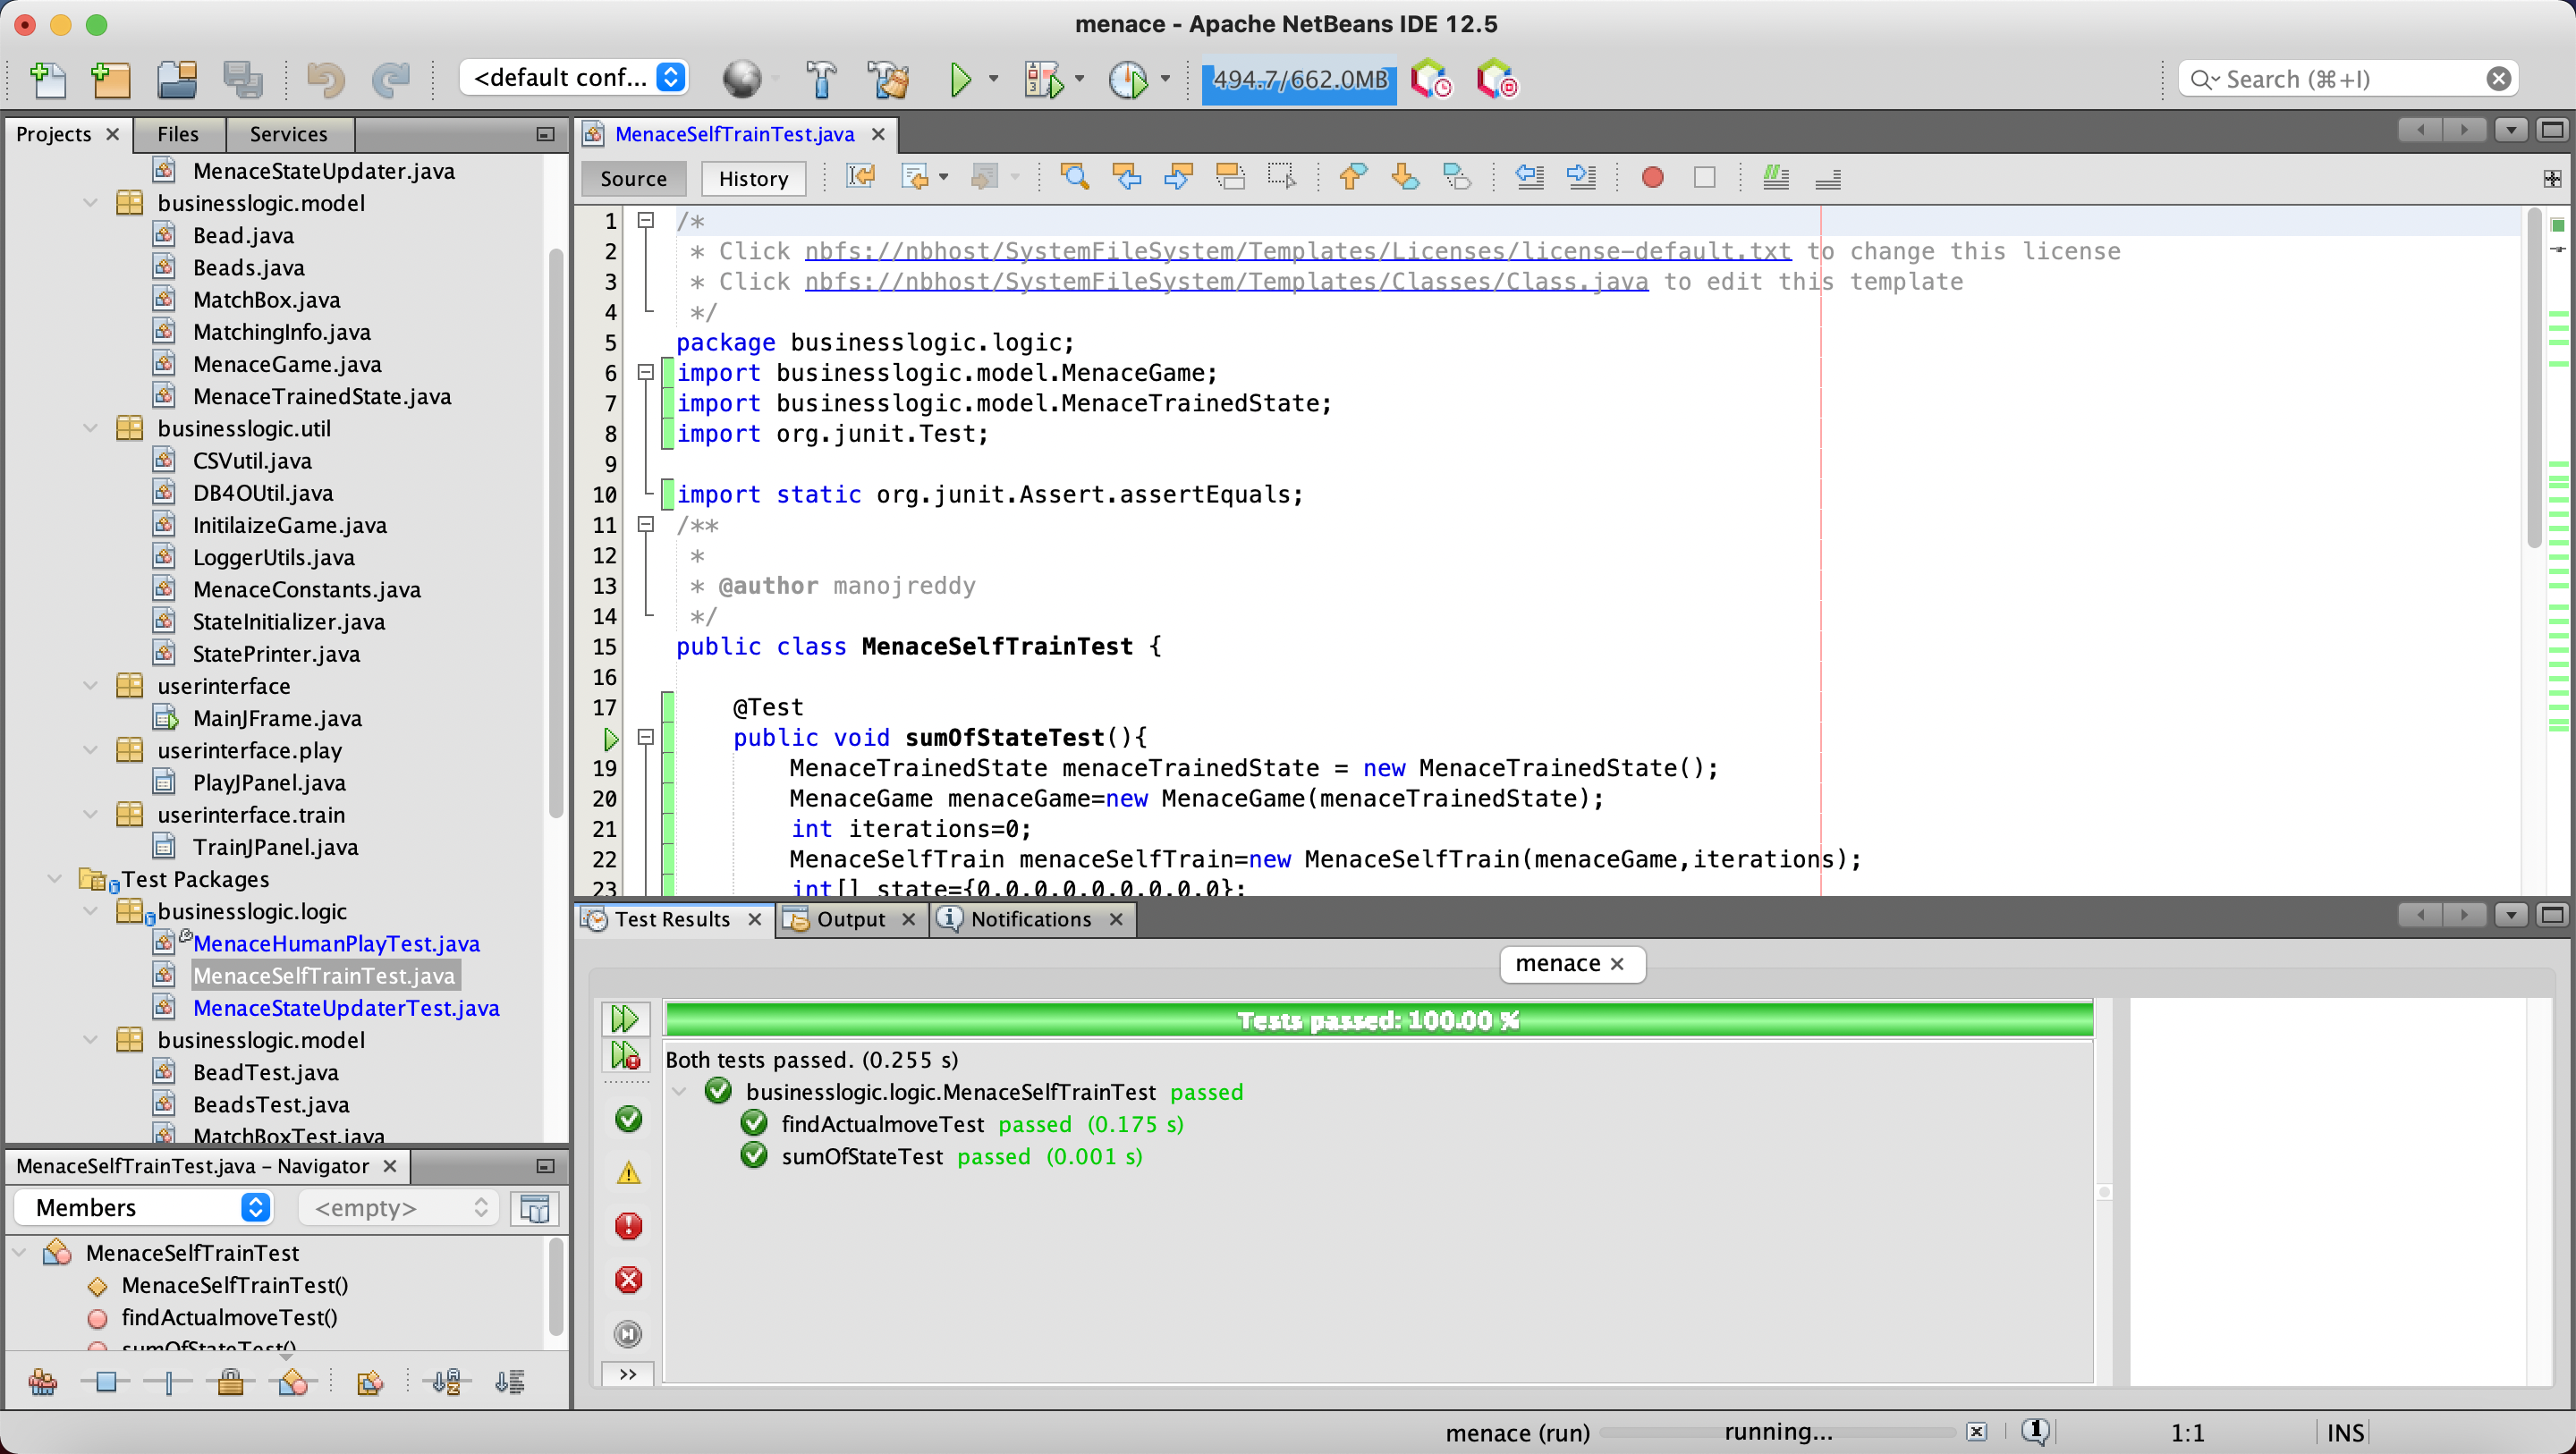 menace - Apache NetBeans IDE 12.5
<default conf...
494.7/662.0MB
Search (⌘+I)
Projects
Files
Services
MenaceStateUpdater.java
businesslogic.model
Bead.java
Beads.java
MatchBox.java
MatchingInfo.java
MenaceGame.java
MenaceTrainedState.java
businesslogic.util
CSVutil.java
DB4OUtil.java
InitilaizeGame.java
LoggerUtils.java
MenaceConstants.java
StateInitializer.java
StatePrinter.java
userinterface
MainJFrame.java
userinterface.play
PlayJPanel.java
userinterface.train
TrainJPanel.java
Test Packages
businesslogic.logic
MenaceHumanPlayTest.java
MenaceSelfTrainTest.java
MenaceStateUpdaterTest.java
businesslogic.model
BeadTest.java
BeadsTest.java
MatchBoxTest.java
MenaceSelfTrainTest.java - Navigator
Members
<empty>
MenaceSelfTrainTest
MenaceSelfTrainTest()
findActualmoveTest()
sumOfStateTest()
MenaceSelfTrainTest.java
Source
History
1 /*
2 * Click nbfs://nbhost/SystemFileSystem/Templates/Licenses/license-default.txt to change this license
3 * Click nbfs://nbhost/SystemFileSystem/Templates/Classes/Class.java to edit this template
4 */
5 package businesslogic.logic;
6 import businesslogic.model.MenaceGame;
7 import businesslogic.model.MenaceTrainedState;
8 import org.junit.Test;
9
10 import static org.junit.Assert.assertEquals;
11 /**
12 *
13 * @author manojreddy
14 */
15 public class MenaceSelfTrainTest {
16
17 @Test
public void sumOfStateTest(){
19 MenaceTrainedState menaceTrainedState = new MenaceTrainedState();
20 MenaceGame menaceGame=new MenaceGame(menaceTrainedState);
21 int iterations=0;
22 MenaceSelfTrain menaceSelfTrain=new MenaceSelfTrain(menaceGame,iterations);
23 int[] state={0,0,0,0,0,0,0,0,0};
Test Results
Output
Notifications
menace
Tests passed: 100.00 %
Both tests passed. (0.255 s)
businesslogic.logic.MenaceSelfTrainTest passed
findActualmoveTest passed (0.175 s)
sumOfStateTest passed (0.001 s)
>>
menace (run)
running...
1
1:1
INS